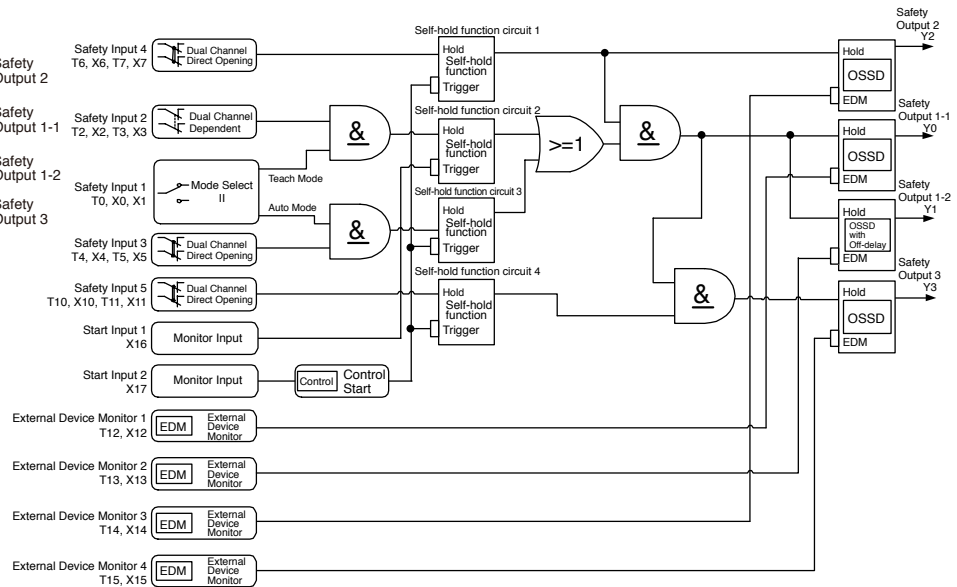 Safety
Output 2
Safety
Output 1-1
Safety
Output 1-2
Safety
Output 3
Safety Input 4
T6, X6, T7, X7
Dual Channel
Direct Opening
Safety Input 2
T2, X2, T3, X3
Dual Channel
Dependent
Safety Input 1
T0, X0, X1
Mode Select
II
Teach Mode
Auto Mode
Safety Input 3
T4, X4, T5, X5
Dual Channel
Direct Opening
Safety Input 5
T10, X10, T11, X11
Dual Channel
Direct Opening
Start Input 1
X16
Monitor Input
Start Input 2
X17
Monitor Input
Control
Control
Start
External Device Monitor 1
T12, X12
EDM
External
Device
Monitor
External Device Monitor 2
T13, X13
EDM
External
Device
Monitor
External Device Monitor 3
T14, X14
EDM
External
Device
Monitor
External Device Monitor 4
T15, X15
EDM
External
Device
Monitor
&
&
Self-hold function circuit 1
Hold
Self-hold
function
Trigger
Self-hold function circuit 2
Hold
Self-hold
function
Trigger
Self-hold function circuit 3
Hold
Self-hold
function
Trigger
Self-hold function circuit 4
Hold
Self-hold
function
Trigger
>=1
&
&
Safety
Output 2
Y2
Hold
OSSD
EDM
Safety
Output 1-1
Y0
Hold
OSSD
EDM
Safety
Output 1-2
Y1
Hold
OSSD
with
Off-delay
EDM
Safety
Output 3
Y3
Hold
OSSD
EDM